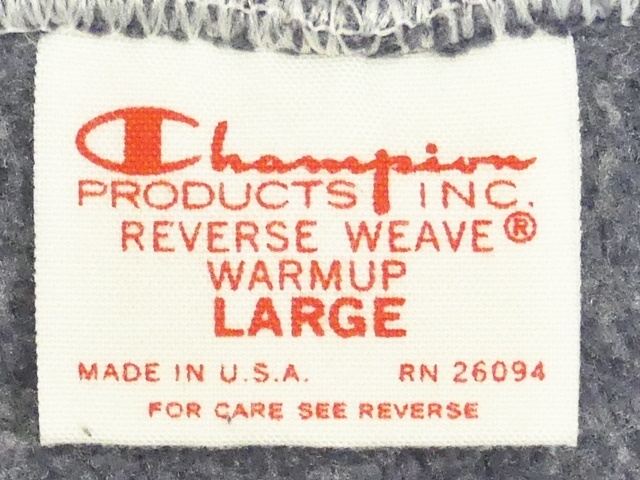 Champion
PRODUCTS INC.
REVERSE WEAVE®
WARMUP
LARGE
MADE IN U.S.A. RN 26094
FOR CARE SEE REVERSE